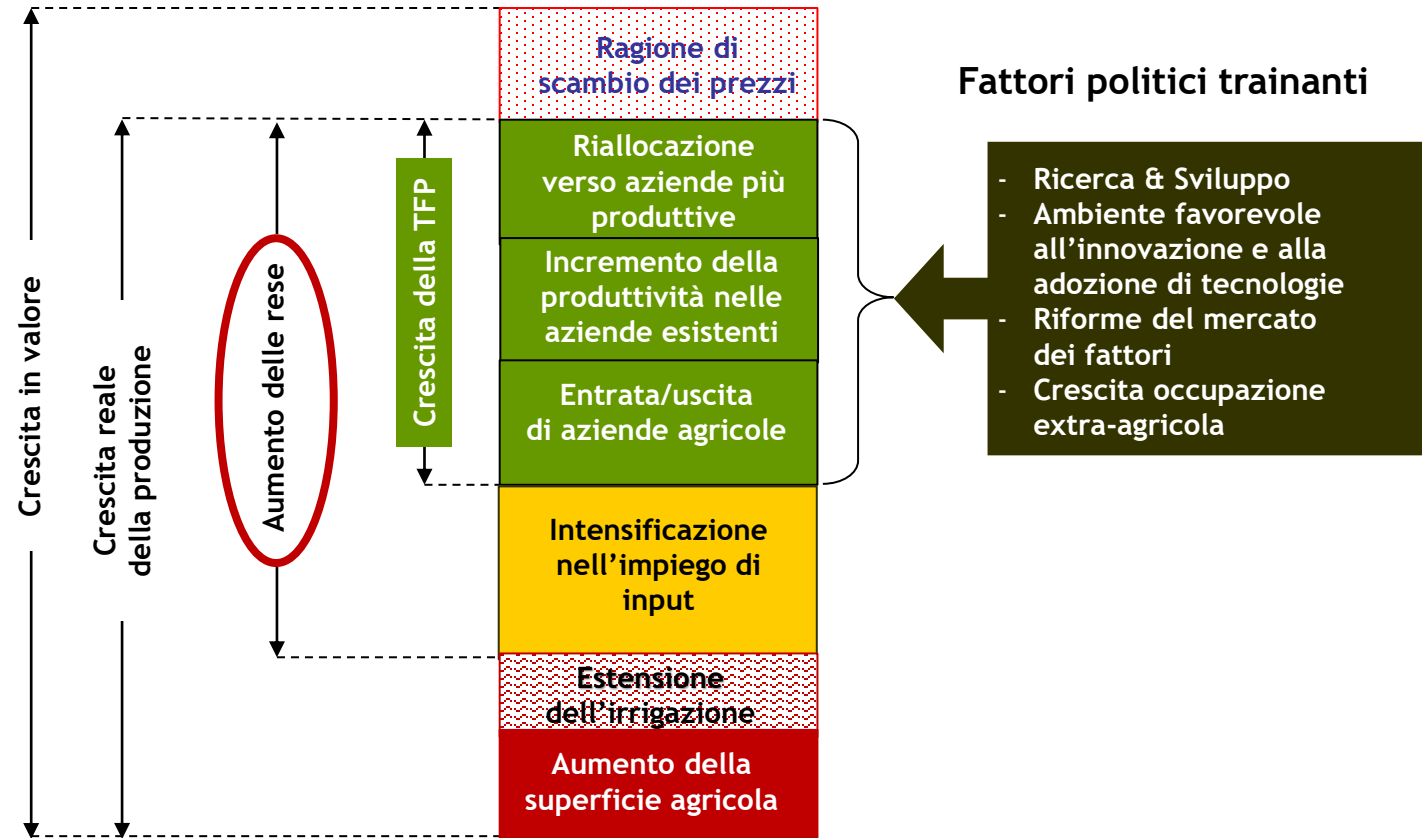 Crescita in valore
Crescita reale
della produzione
Aumento delle rese
Crescita della TFP
Ragione di
scambio dei prezzi
Riallocazione
verso aziende più
produttive
Incremento della
produttività nelle
aziende esistenti
Entrata/uscita
di aziende agricole
Intensificazione
nell’impiego di
input
Estensione
dell’irrigazione
Aumento della
superficie agricola
Fattori politici trainanti
- Ricerca & Sviluppo
- Ambiente favorevole
all’innovazione e alla
adozione di tecnologie
- Riforme del mercato
dei fattori
- Crescita occupazione
extra-agricola